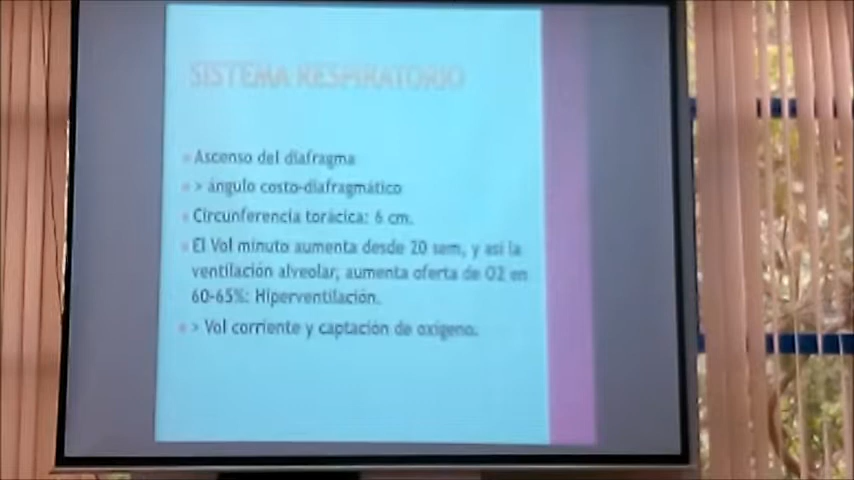 SISTEMA RESPIRATORIO
Ascenso del diafragma
> ángulo costo-diafragmático
Circunferencia torácica: 6 cm.
El Vol minuto aumenta desde 20 sem, y asi la
ventilación alveolar, aumenta oferta de O2 en
60-65%: Hiperventilación.
> Vol corriente y captación de oxígeno.